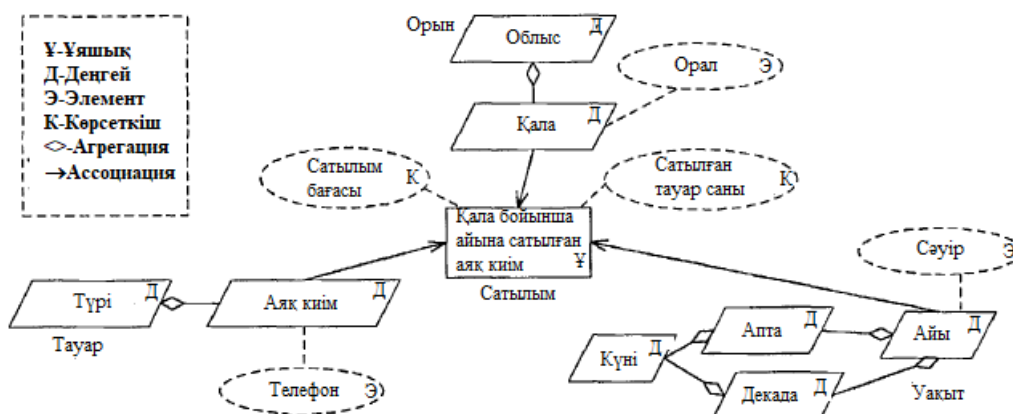 Ұ-Ұяшық
Д-Деңгей
Э-Элемент
К-Көрсеткіш
<>-Агрегация
→Ассоциация
Орын
Облыс
Д
Қала
Д
Орал
Э
Сатылым
бағасы
К
Сатылған
тауар саны
К
Қала бойынша
айына сатылған
аяқ киім
Ұ
Сатылым
Түрі
Д
Тауар
Аяқ киім
Д
Телефон
Э
Сәуір
Э
Айы
Д
Апта
Д
Күні
Д
Декада
Д
Уақыт